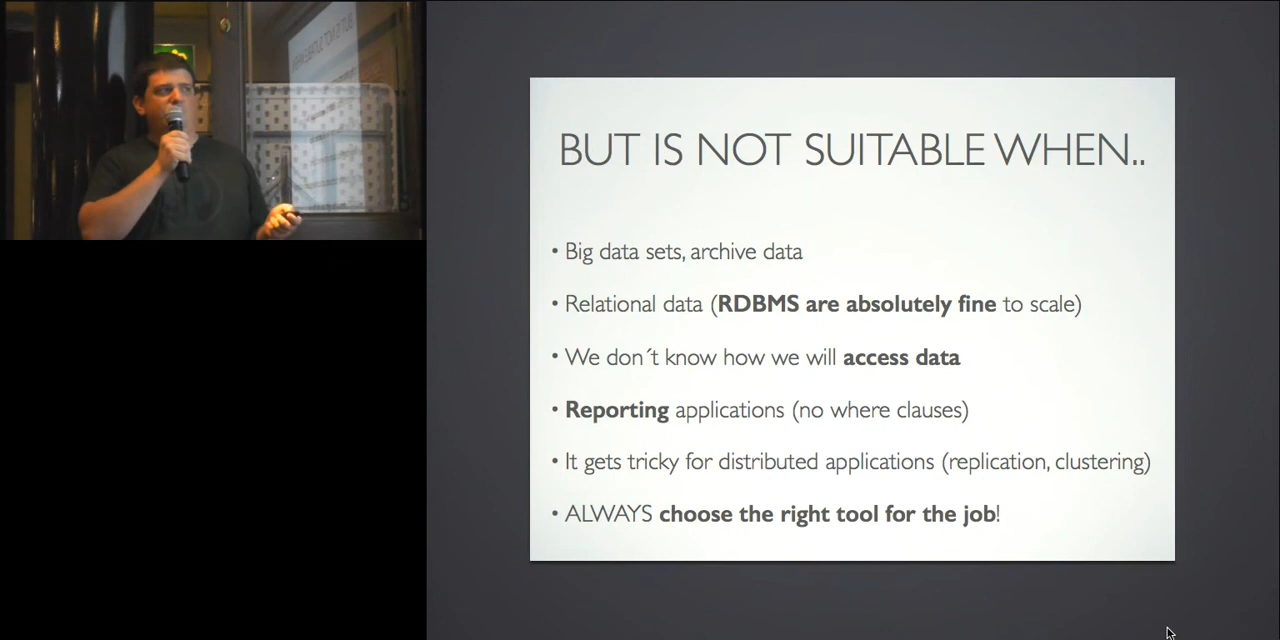 BUT IS NOT SUITABLE WHEN..
• Big data sets, archive data
• Relational data (RDBMS are absolutely fine to scale)
• We don´t know how we will access data
• Reporting applications (no where clauses)
• It gets tricky for distributed applications (replication, clustering)
• ALWAYS choose the right tool for the job!